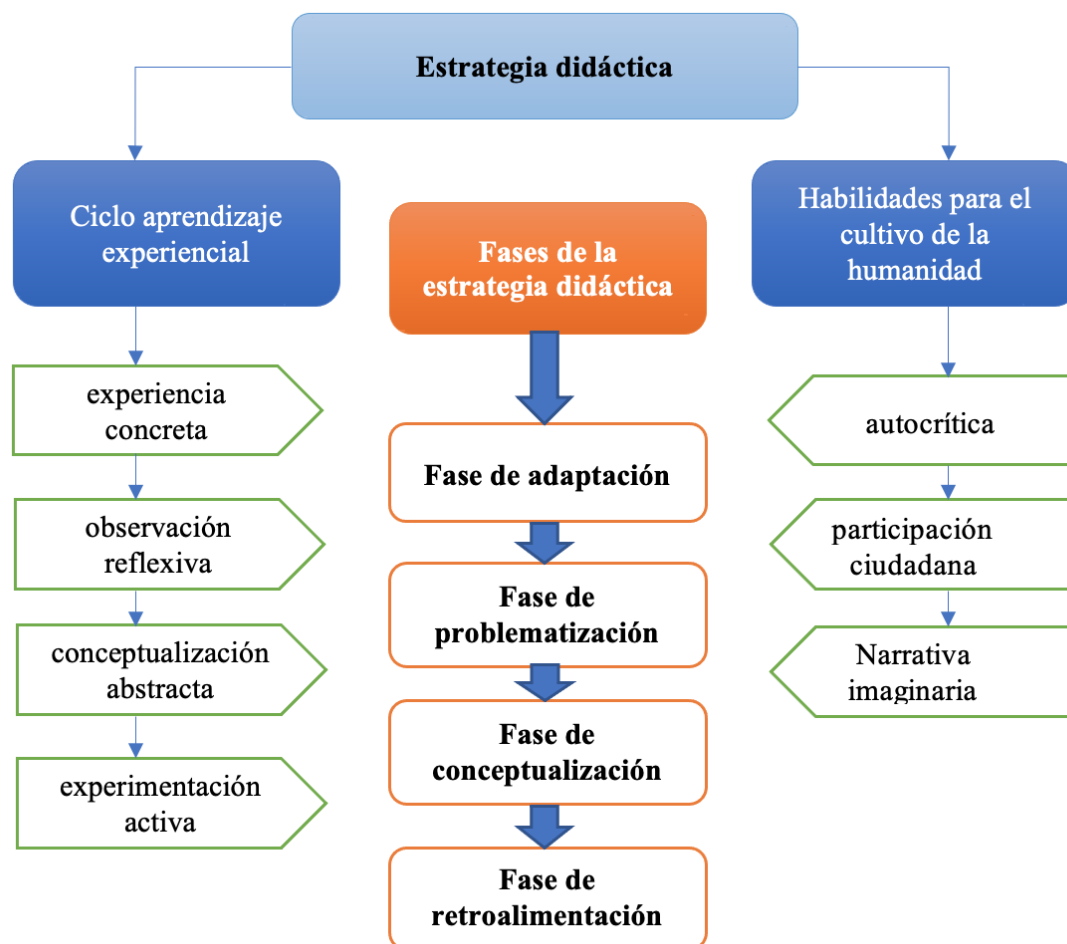 Estrategia didáctica
Ciclo aprendizaje
experiencial
experiencia
concreta
observación
reflexiva
conceptualización
abstracta
experimentación
activa
Fases de la
estrategia didáctica
Fase de adaptación
Fase de
problematización
Fase de
conceptualización
Fase de
retroalimentación
Habilidades para el
cultivo de la
humanidad
autocrítica
participación
ciudadana
Narrativa
imaginaria